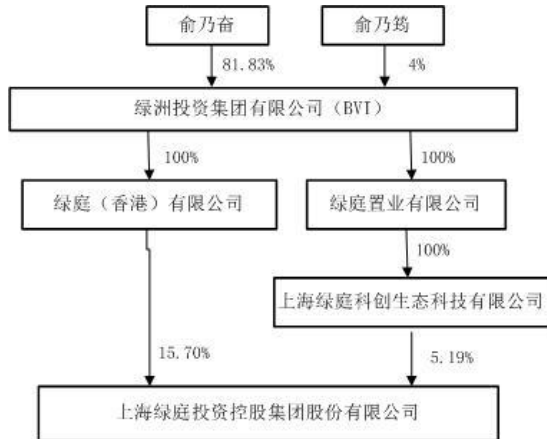 俞乃奋
俞乃筠
81.83%
4%
绿洲投资集团有限公司（BVI）
100%
100%
绿庭（香港）有限公司
绿庭置业有限公司
100%
上海绿庭科创生态科技有限公司
15.70%
5.19%
上海绿庭投资控股集团股份有限公司